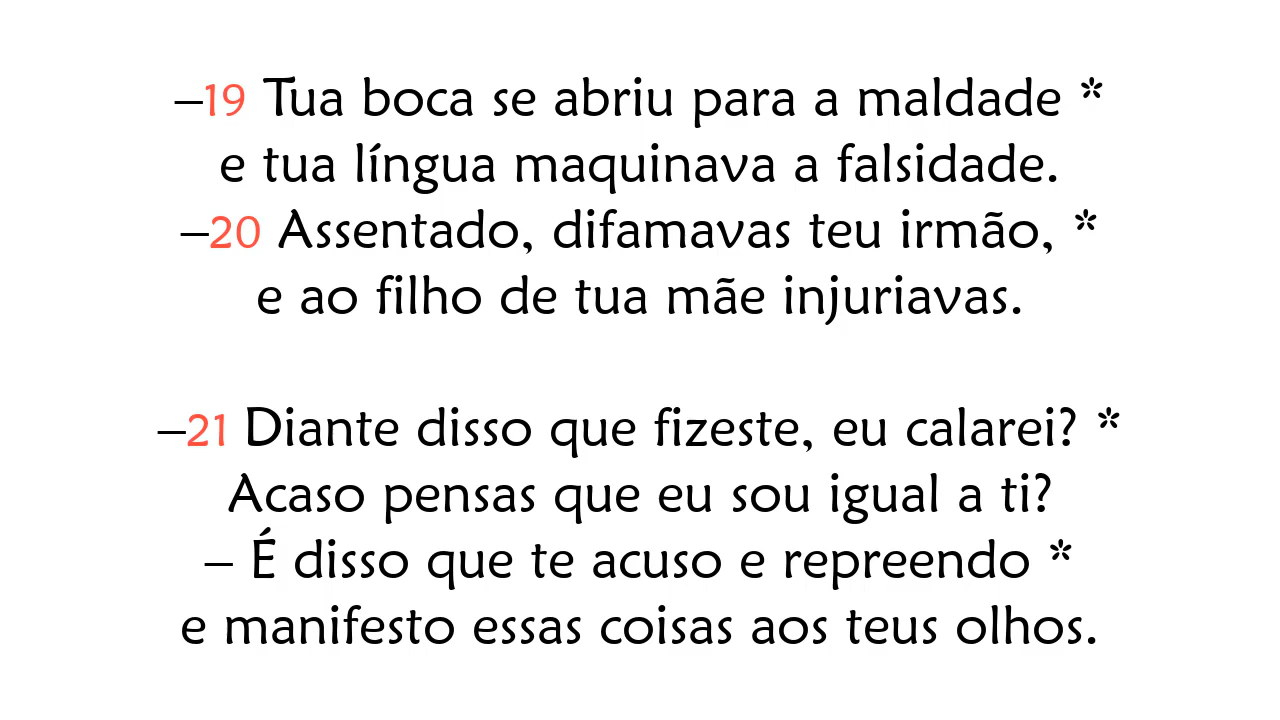 –19 Tua boca se abriu para a maldade *
e tua língua maquinava a falsidade.
–20 Assentado, difamavas teu irmão, *
e ao filho de tua mãe injuriavas.
–21 Diante disso que fizeste, eu calarei? *
Acaso pensas que eu sou igual a ti?
– É disso que te acuso e repreendo *
e manifesto essas coisas aos teus olhos.